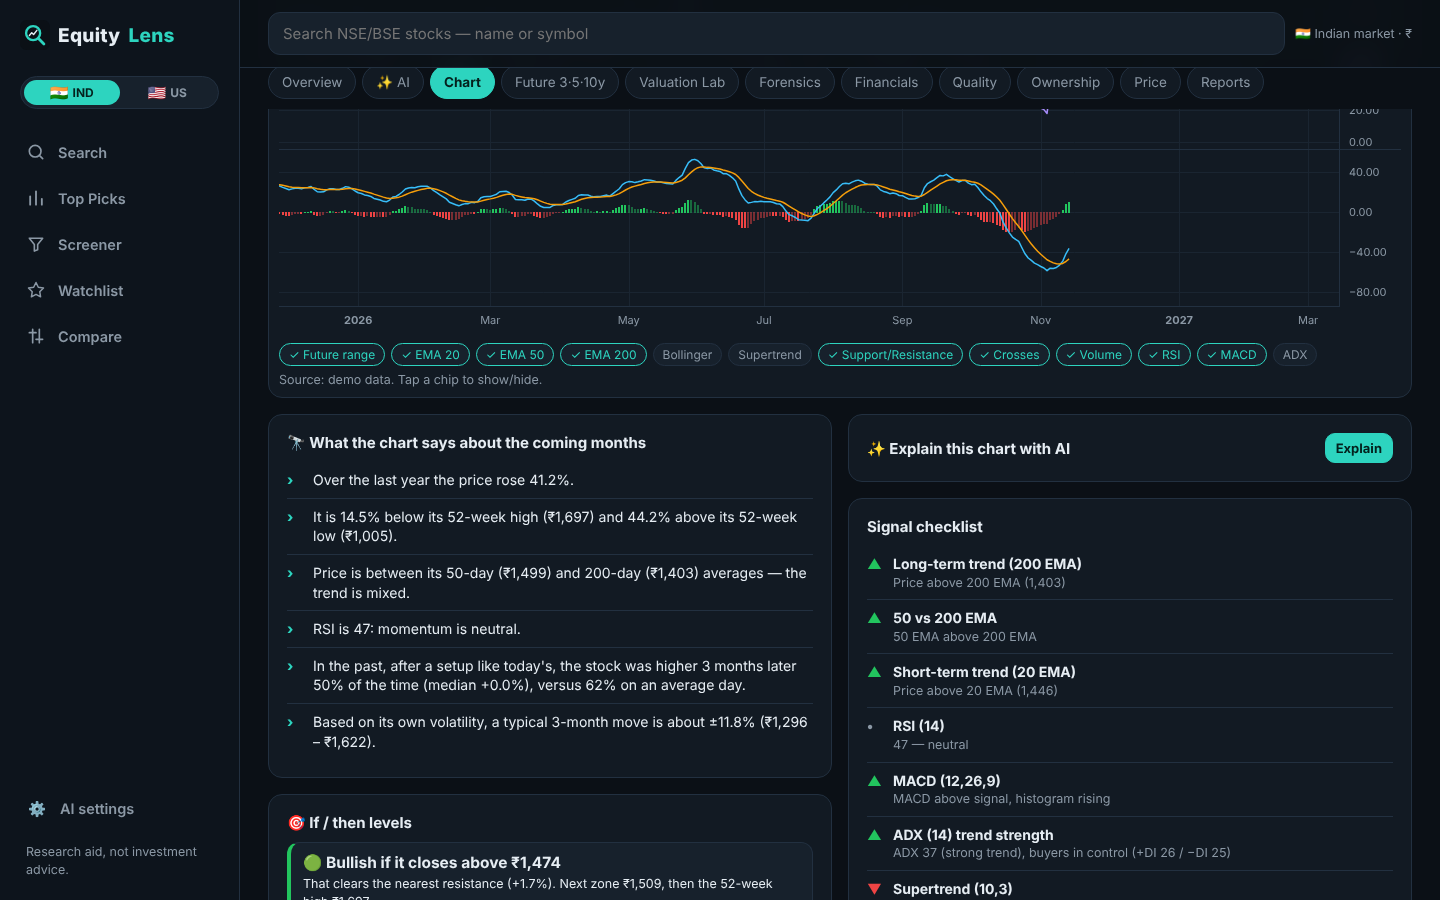 Equity Lens
IND
US
Search
Top Picks
Screener
Watchlist
Compare
AI settings
Research aid, not investment
advice.
Search NSE/BSE stocks — name or symbol
Indian market · ₹
Overview
✨ AI
Chart
Future 3·5·10y
Valuation Lab
Forensics
Financials
Quality
Ownership
Price
Reports
20.00
0.00
40.00
0.00
−40.00
−80.00
2026 Mar May Jul Sep Nov 2027 Mar
✓ Future range
✓ EMA 20
✓ EMA 50
✓ EMA 200
Bollinger
Supertrend
✓ Support/Resistance
✓ Crosses
✓ Volume
✓ RSI
✓ MACD
ADX
Source: demo data. Tap a chip to show/hide.
🔭 What the chart says about the coming months
› Over the last year the price rose 41.2%.
› It is 14.5% below its 52-week high (₹1,697) and 44.2% above its 52-week
low (₹1,005).
› Price is between its 50-day (₹1,499) and 200-day (₹1,403) averages — the
trend is mixed.
› RSI is 47: momentum is neutral.
› In the past, after a setup like today's, the stock was higher 3 months later
50% of the time (median +0.0%), versus 62% on an average day.
› Based on its own volatility, a typical 3-month move is about ±11.8% (₹1,296
– ₹1,622).
🎯 If / then levels
🟢 Bullish if it closes above ₹1,474
That clears the nearest resistance (+1.7%). Next zone ₹1,509, then the 52-week
high ₹1,697
✨ Explain this chart with AI
Explain
Signal checklist
▲ Long-term trend (200 EMA)
Price above 200 EMA (1,403)
▲ 50 vs 200 EMA
50 EMA above 200 EMA
▲ Short-term trend (20 EMA)
Price above 20 EMA (1,446)
• RSI (14)
47 — neutral
▲ MACD (12,26,9)
MACD above signal, histogram rising
▲ ADX (14) trend strength
ADX 37 (strong trend), buyers in control (+DI 26 / −DI 25)
▼ Supertrend (10,3)